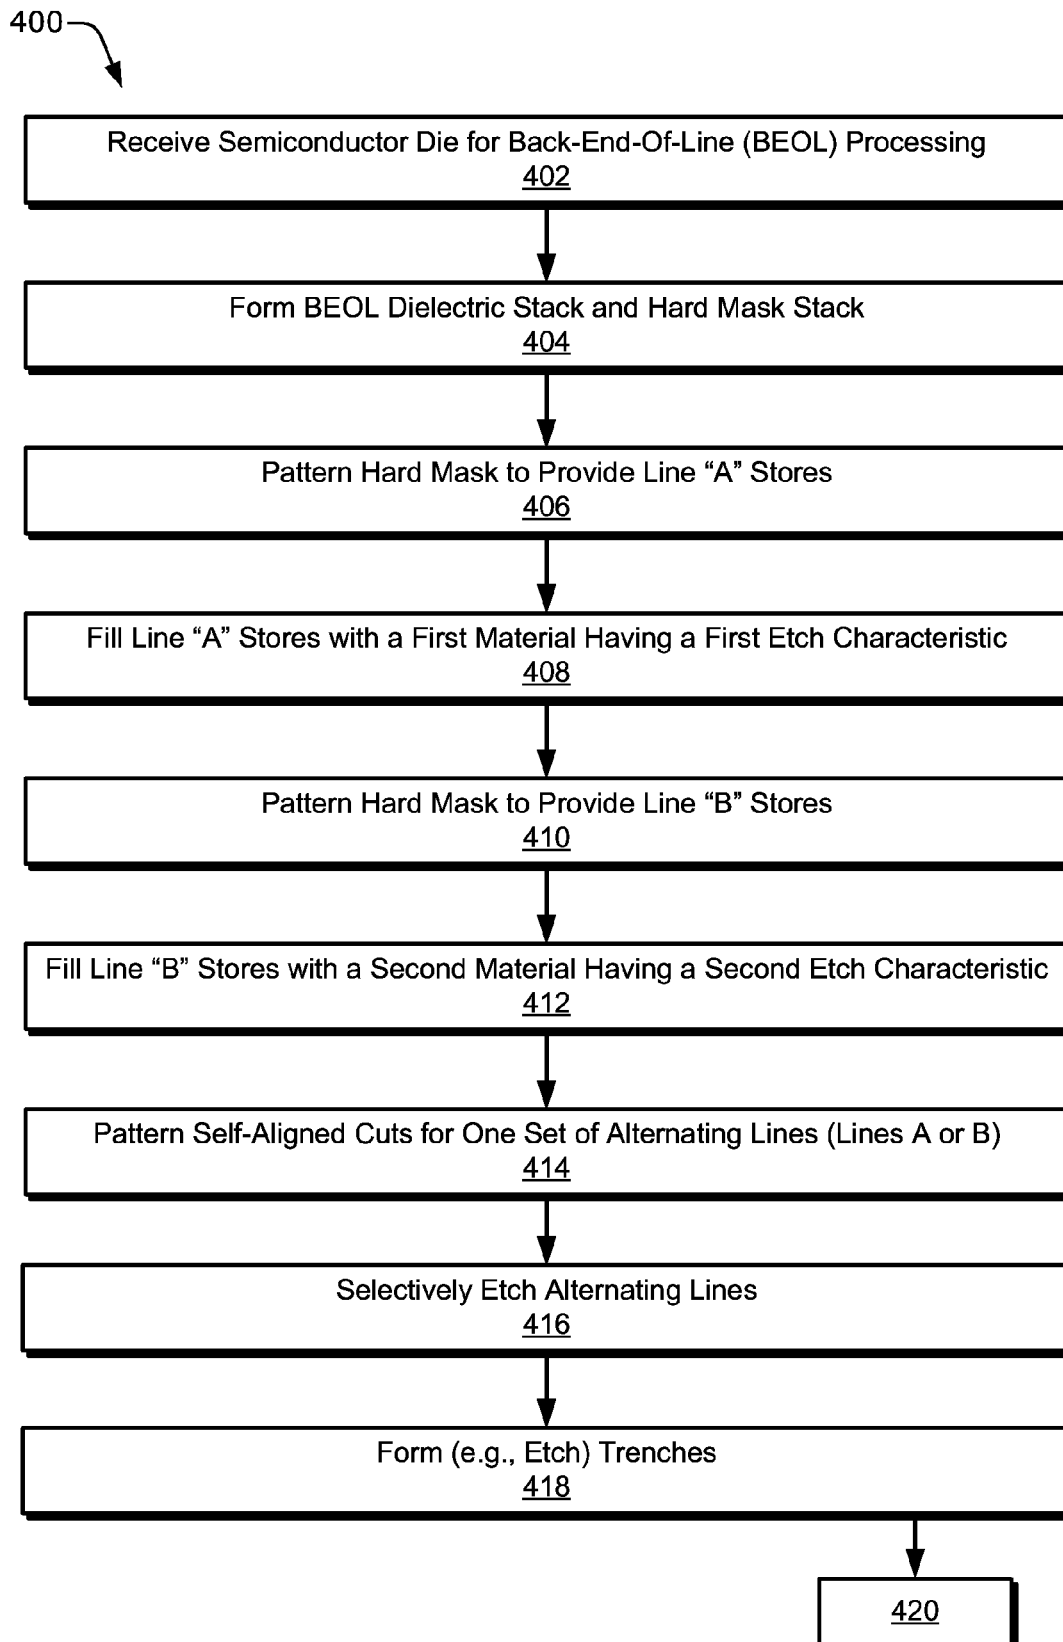 400
Receive Semiconductor Die for Back-End-Of-Line (BEOL) Processing
402
Form BEOL Dielectric Stack and Hard Mask Stack
404
Pattern Hard Mask to Provide Line “A” Stores
406
Fill Line “A” Stores with a First Material Having a First Etch Characteristic
408
Pattern Hard Mask to Provide Line “B” Stores
410
Fill Line “B” Stores with a Second Material Having a Second Etch Characteristic
412
Pattern Self-Aligned Cuts for One Set of Alternating Lines (Lines A or B)
414
Selectively Etch Alternating Lines
416
Form (e.g., Etch) Trenches
418
420